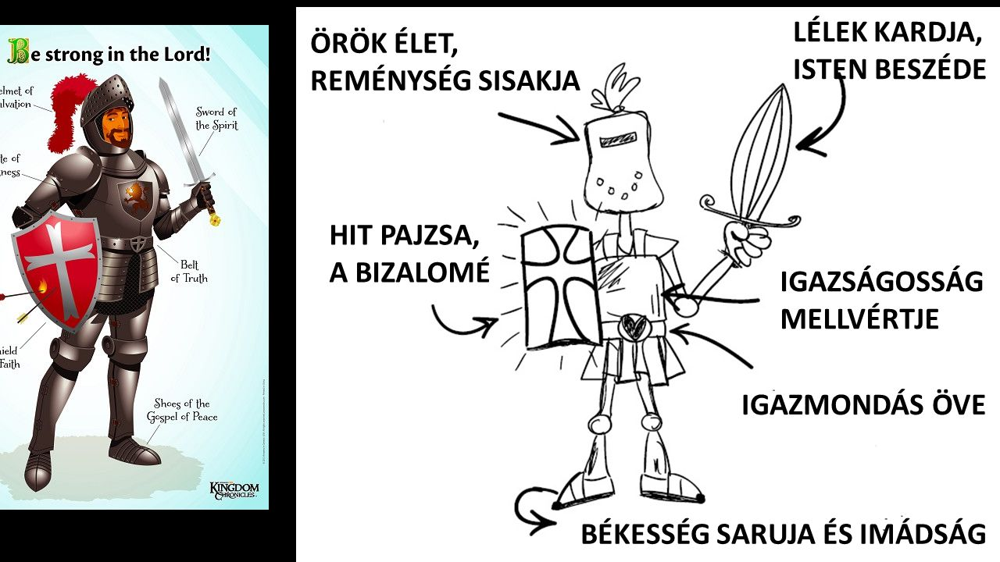 Be strong in the Lord!
Sword of
the Spirit
Belt
of Truth
Shoes of the
Gospel of Peace
KINGDOM
CHRONICLES
ÖRÖK ÉLET,
REMÉNYSÉG SISAKJA
LÉLEK KARDJA,
ISTEN BESZÉDE
HIT PAJZSA,
A BIZALOMÉ
IGAZSÁGOSSÁG
MELLVÉRTJE
IGAZMONDÁS ÖVE
BÉKESSÉG SARUJA ÉS IMÁDSÁG